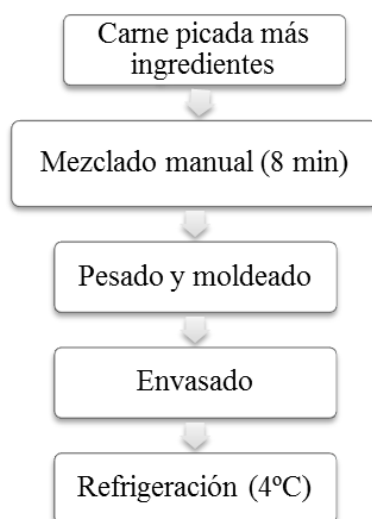 Carne picada más
ingredientes
Mezclado manual (8 min)
Pesado y moldeado
Envasado
Refrigeración (4ºC)